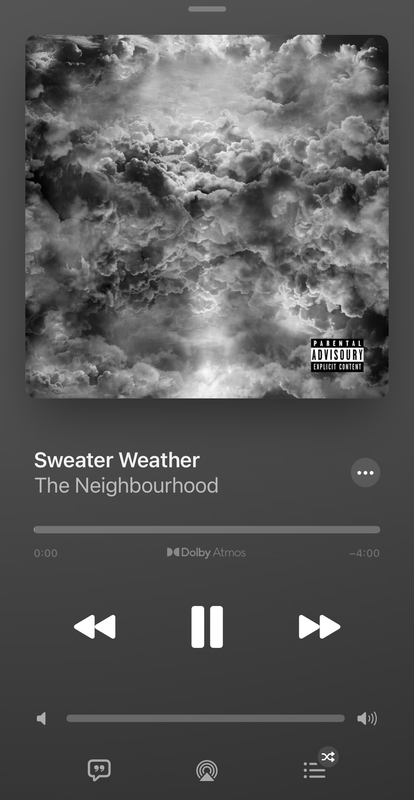 PARENTAL
ADVISOURY
EXPLICIT CONTENT
Sweater Weather
The Neighbourhood
0:00
Dolby Atmos
-4:00